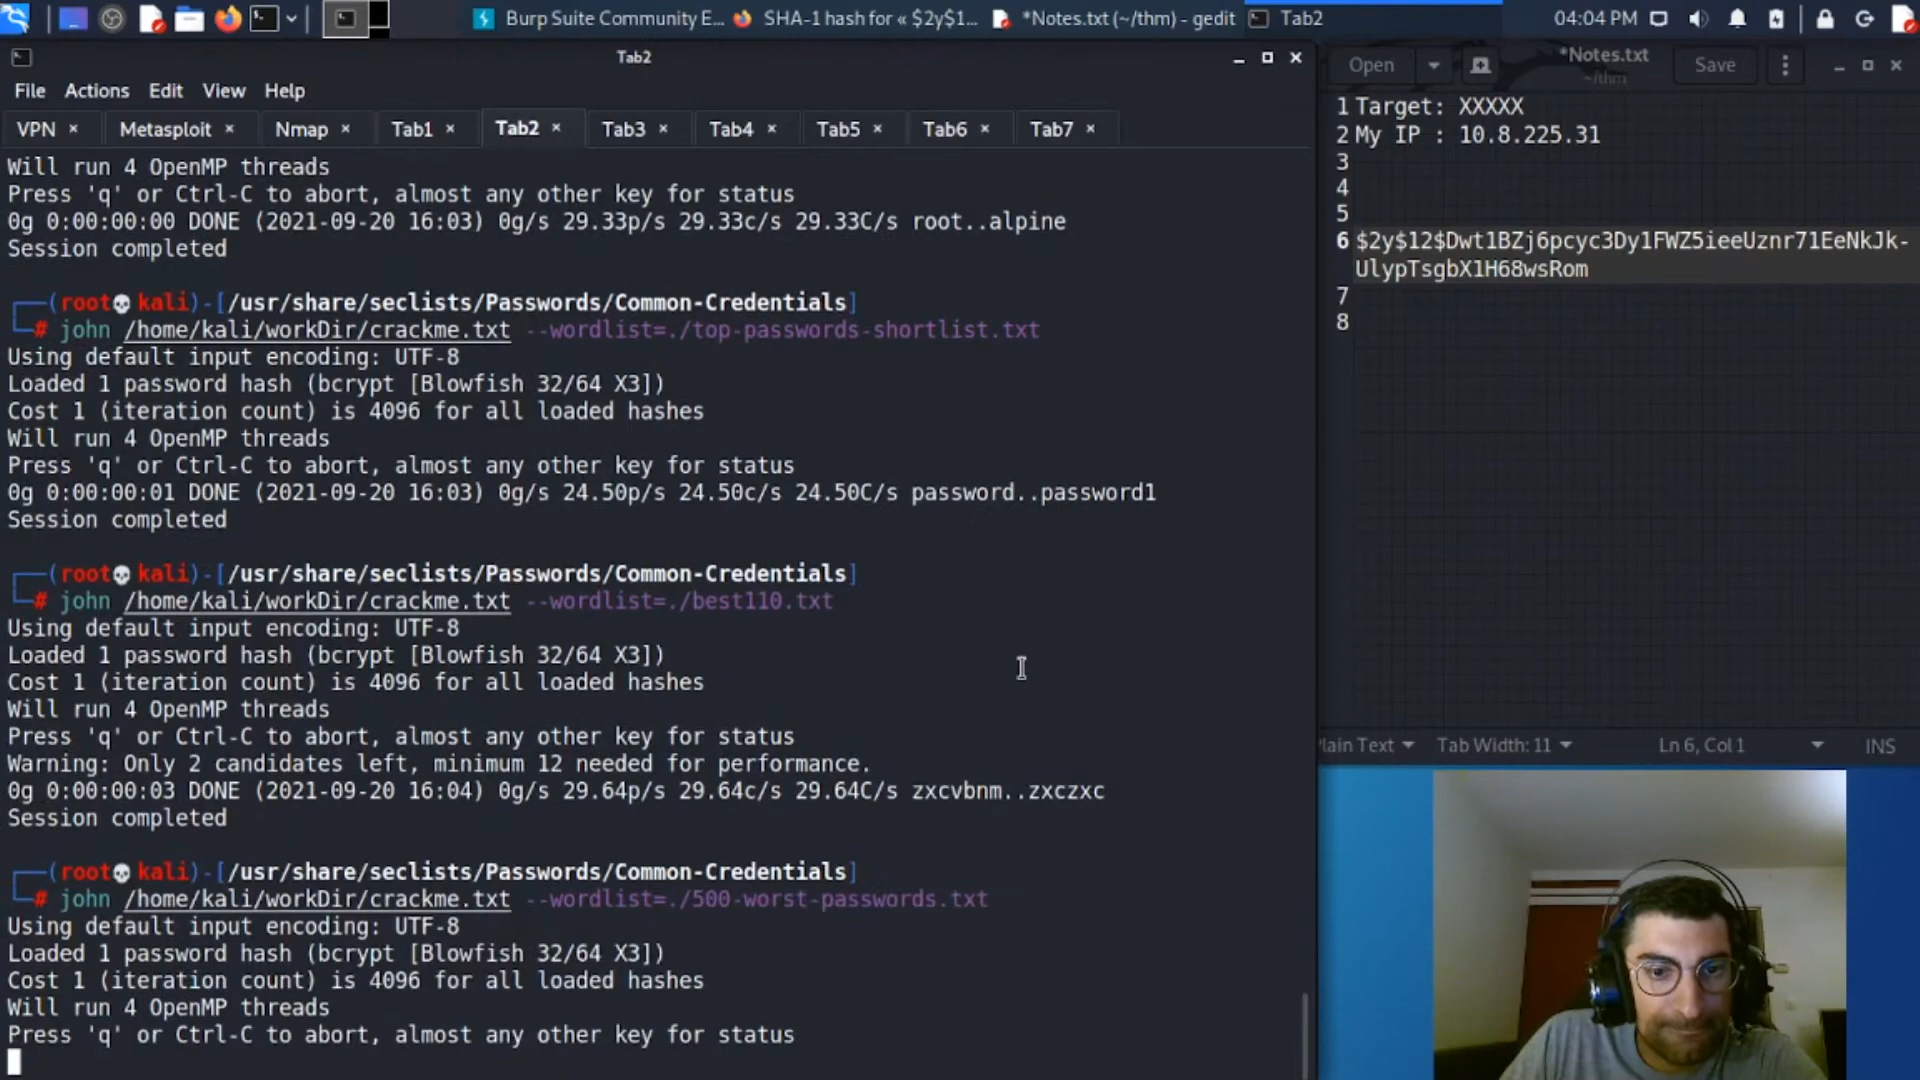 Burp Suite Community E...
SHA-1 hash for « $2y$1...
*Notes.txt (~/thm) - gedit
Tab2
04:04 PM
Tab2
File Actions Edit View Help
VPN × Metasploit × Nmap × Tab1 × Tab2 × Tab3 × Tab4 × Tab5 × Tab6 × Tab7 ×
Will run 4 OpenMP threads
Press 'q' or Ctrl-C to abort, almost any other key for status
0g 0:00:00:00 DONE (2021-09-20 16:03) 0g/s 29.33p/s 29.33c/s 29.33C/s root..alpine
Session completed
(root💀kali)-[/usr/share/seclists/Passwords/Common-Credentials]
# john /home/kali/workDir/crackme.txt --wordlist=./top-passwords-shortlist.txt
Using default input encoding: UTF-8
Loaded 1 password hash (bcrypt [Blowfish 32/64 X3])
Cost 1 (iteration count) is 4096 for all loaded hashes
Will run 4 OpenMP threads
Press 'q' or Ctrl-C to abort, almost any other key for status
0g 0:00:00:01 DONE (2021-09-20 16:03) 0g/s 24.50p/s 24.50c/s 24.50C/s password..password1
Session completed
(root💀kali)-[/usr/share/seclists/Passwords/Common-Credentials]
# john /home/kali/workDir/crackme.txt --wordlist=./best110.txt
Using default input encoding: UTF-8
Loaded 1 password hash (bcrypt [Blowfish 32/64 X3])
Cost 1 (iteration count) is 4096 for all loaded hashes
Will run 4 OpenMP threads
Press 'q' or Ctrl-C to abort, almost any other key for status
Warning: Only 2 candidates left, minimum 12 needed for performance.
0g 0:00:00:03 DONE (2021-09-20 16:04) 0g/s 29.64p/s 29.64c/s 29.64C/s zxcvbnm..zxczxc
Session completed
(root💀kali)-[/usr/share/seclists/Passwords/Common-Credentials]
# john /home/kali/workDir/crackme.txt --wordlist=./500-worst-passwords.txt
Using default input encoding: UTF-8
Loaded 1 password hash (bcrypt [Blowfish 32/64 X3])
Cost 1 (iteration count) is 4096 for all loaded hashes
Will run 4 OpenMP threads
Press 'q' or Ctrl-C to abort, almost any other key for status
Open
*Notes.txt
~/thm
Save
1 Target: XXXXX
2 My IP : 10.8.225.31
3
4
5
6 $2y$12$Dwt1BZj6pcyc3Dy1FWZ5ieeUznr71EeNkJk-
UlypTsgbX1H68wsRom
7
8
lain Text Tab Width: 11 Ln 6, Col 1 INS